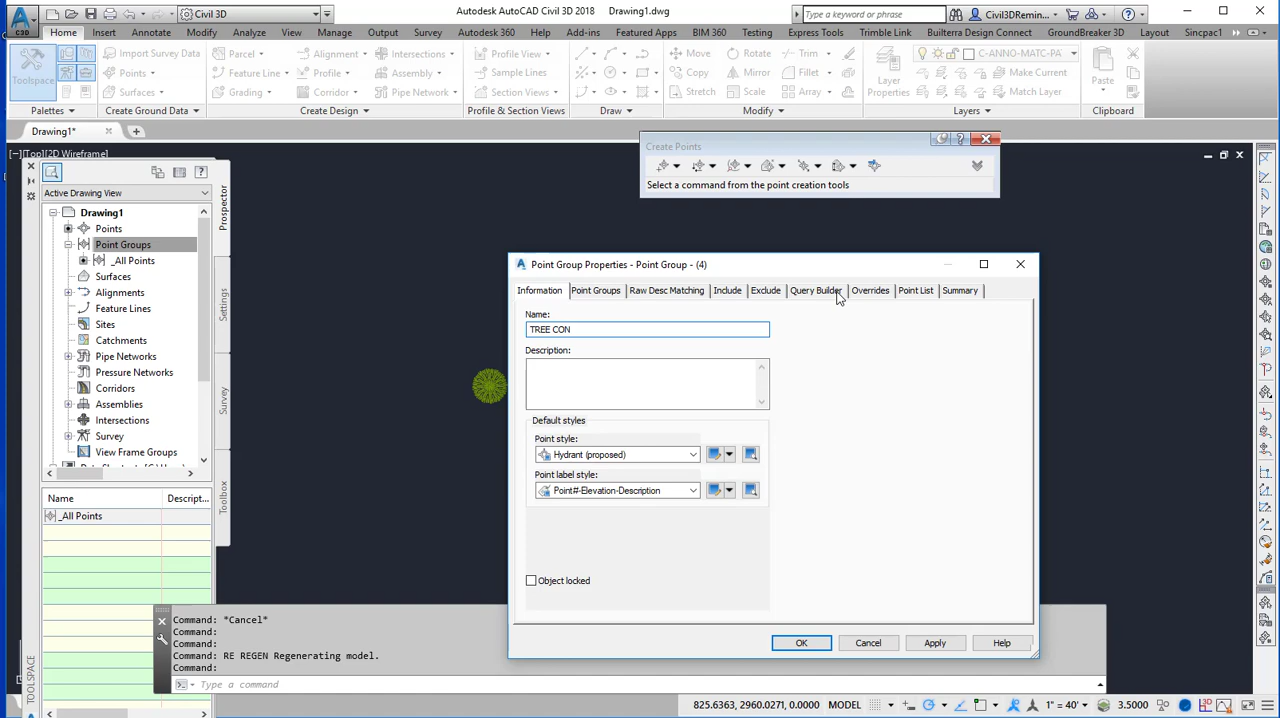 Civil 3D
Autodesk AutoCAD Civil 3D 2018 Drawing1.dwg
Type a keyword or phrase
Civil3DRemin...
C3D
Home Insert Annotate Modify Analyze View Manage Output Survey Autodesk 360 Help Add-ins Featured Apps BIM 360 Testing Express Tools Trimble Link Builterra Design Connect GroundBreaker 3D Layout Sincpac1
Toolspace
Import Survey Data
Points
Surfaces
Parcel
Feature Line
Grading
Alignment
Profile
Corridor
Intersections
Assembly
Pipe Network
Profile View
Sample Lines
Section Views
Move
Copy
Stretch
Rotate
Mirror
Scale
Trim
Fillet
Array
Layer
Properties
C-ANNO-MATC-PA
Make Current
Match Layer
Paste
Palettes
Create Ground Data
Create Design
Profile & Section Views
Draw
Modify
Layers
Clipboard
Drawing1*
[-][Top][2D Wireframe]
Active Drawing View
Drawing1
Points
Point Groups
_All Points
Surfaces
Alignments
Feature Lines
Sites
Catchments
Pipe Networks
Pressure Networks
Corridors
Assemblies
Intersections
Survey
View Frame Groups
Prospector
Settings
Survey
Toolbox
TOOLSPACE
Name Descript...
_All Points
Create Points
Select a command from the point creation tools
Point Group Properties - Point Group - (4)
Information Point Groups Raw Desc Matching Include Exclude Query Builder Overrides Point List Summary
Name:
TREE CON
Description:
Default styles
Point style:
Hydrant (proposed)
Point label style:
Point#-Elevation-Description
Object locked
OK Cancel Apply Help
Command: *Cancel*
Command:
Command:
Command: RE REGEN Regenerating model.
Command:
Type a command
825.6363, 2960.0271, 0.0000 MODEL 1" = 40' 3.5000